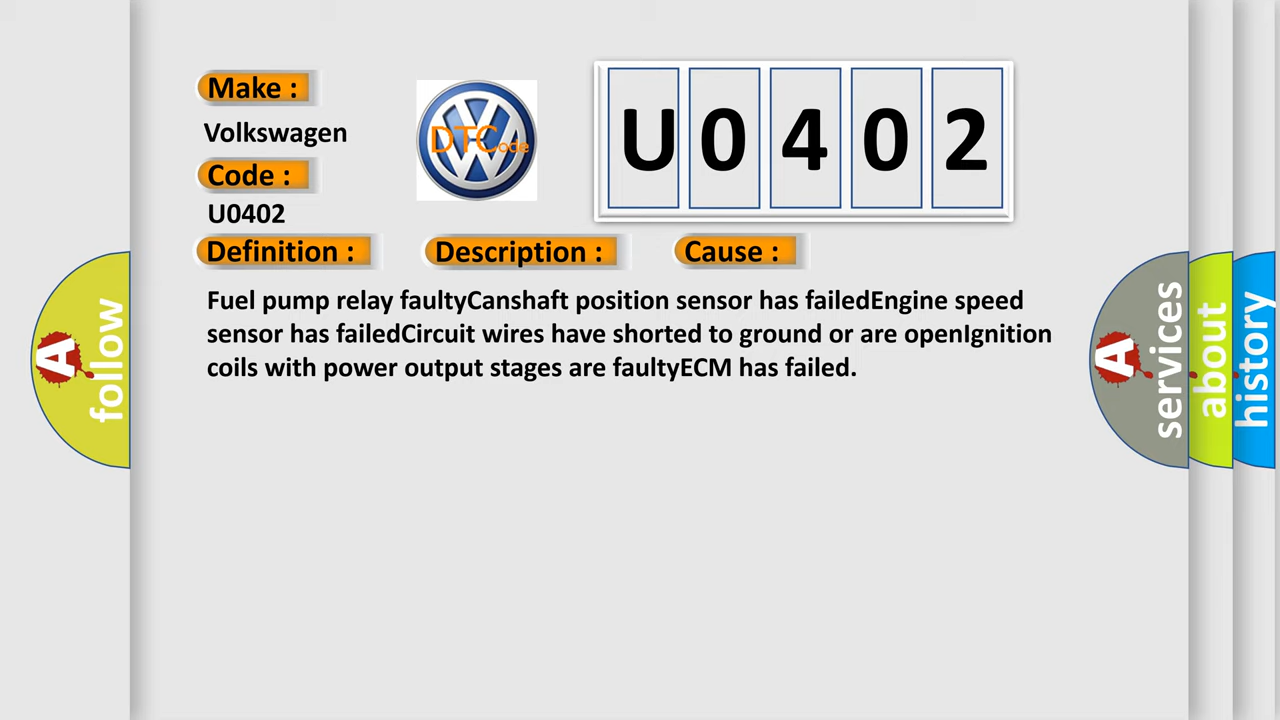 Make :
Volkswagen
Code :
U0402
DTCode
U0402
Definition :
Description :
Cause :
Fuel pump relay faultyCanshaft position sensor has failedEngine speed
sensor has failedCircuit wires have shorted to ground or are openIgnition
coils with power output stages are faultyECM has failed.
A
follow
A
services
about
history